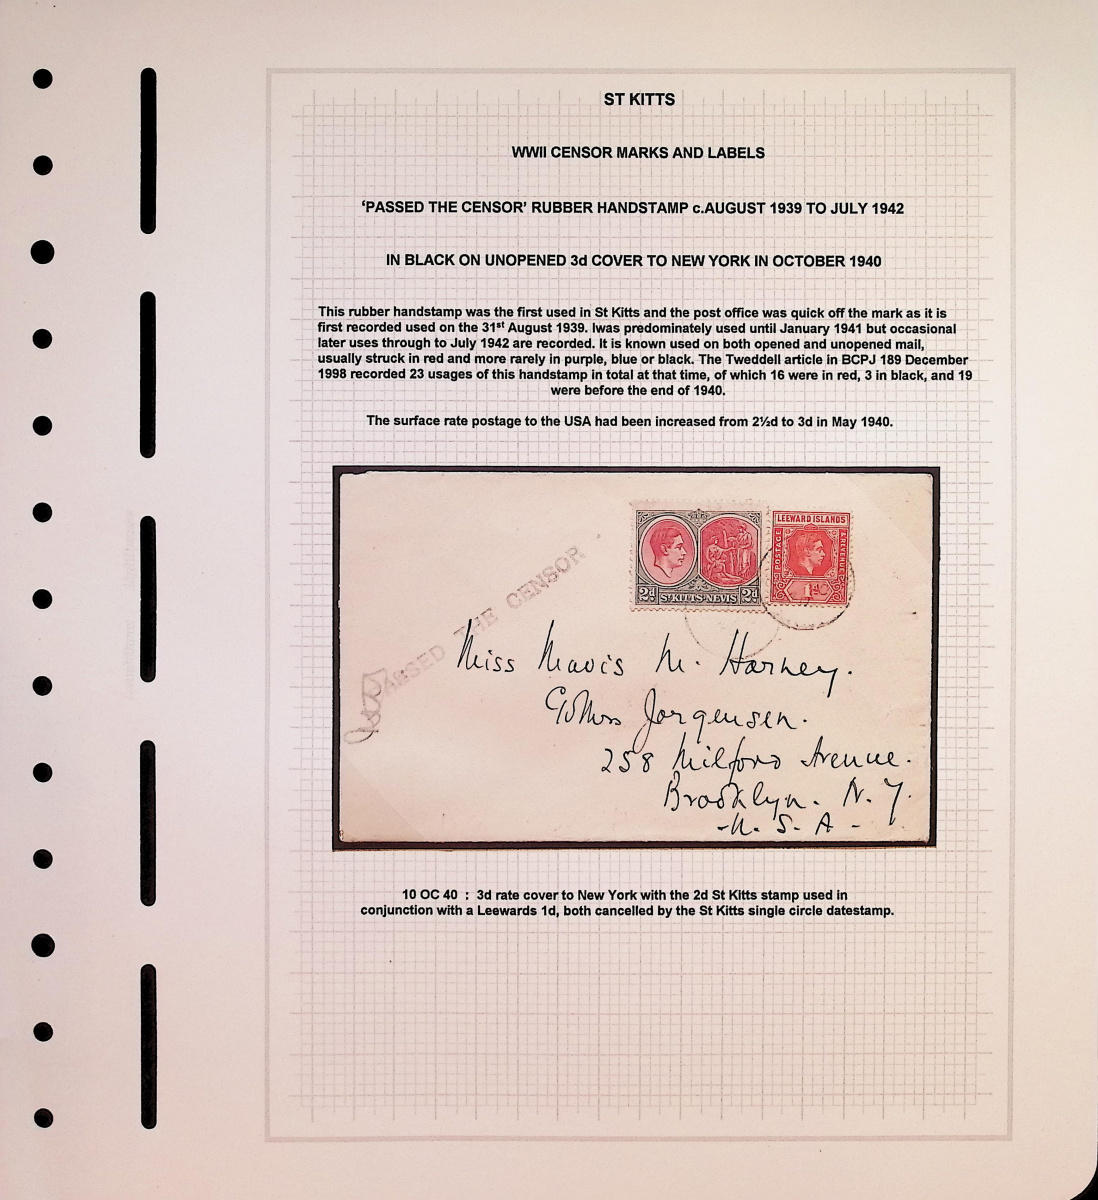 ST KITTS
WWII CENSOR MARKS AND LABELS
‘PASSED THE CENSOR’ RUBBER HANDSTAMP c.AUGUST 1939 TO JULY 1942
IN BLACK ON UNOPENED 3d COVER TO NEW YORK IN OCTOBER 1940
This rubber handstamp was the first used in St Kitts and the post office was quick off the mark as it is
first recorded used on the 31st August 1939. Iwas predominately used until January 1941 but occasional
later uses through to July 1942 are recorded. It is known used on both opened and unopened mail,
usually struck in red and more rarely in purple, blue or black. The Tweddell article in BCPJ 189 December
1998 recorded 23 usages of this handstamp in total at that time, of which 16 were in red, 3 in black, and 19
were before the end of 1940.
The surface rate postage to the USA had been increased from 2½d to 3d in May 1940.
PASSED THE CENSOR
2d ST KITTS-NEVIS 2d
LEEWARD ISLANDS
POSTAGE
& REVENUE
1d
Miss Mavis M. Harney.
C/o Mrs Jorgensen.
258 Milford Avenue.
Brooklyn. N.Y.
-U.S.A-
10 OC 40 : 3d rate cover to New York with the 2d St Kitts stamp used in
conjunction with a Leewards 1d, both cancelled by the St Kitts single circle datestamp.